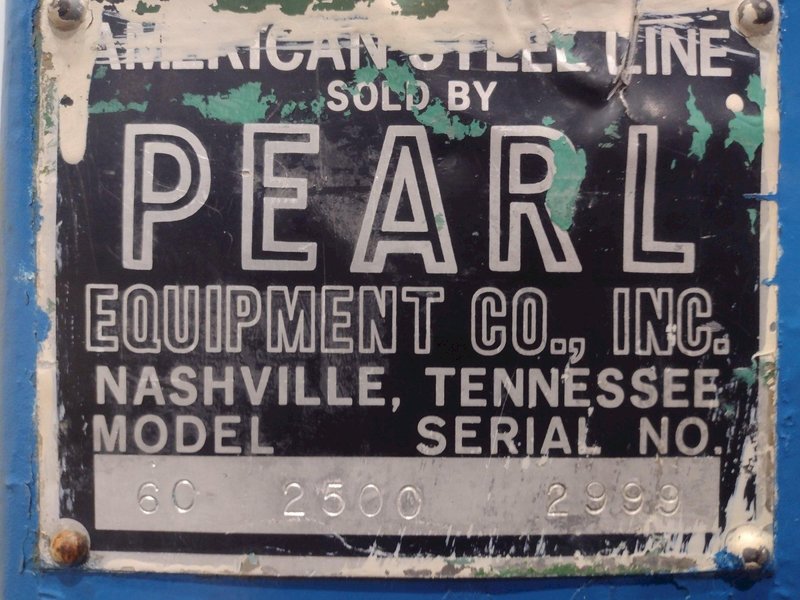 AMERICAN STEEL LINE
SOLD BY
PEARL
EQUIPMENT CO., INC.
NASHVILLE, TENNESSEE
MODEL SERIAL NO.
60 2500 2999